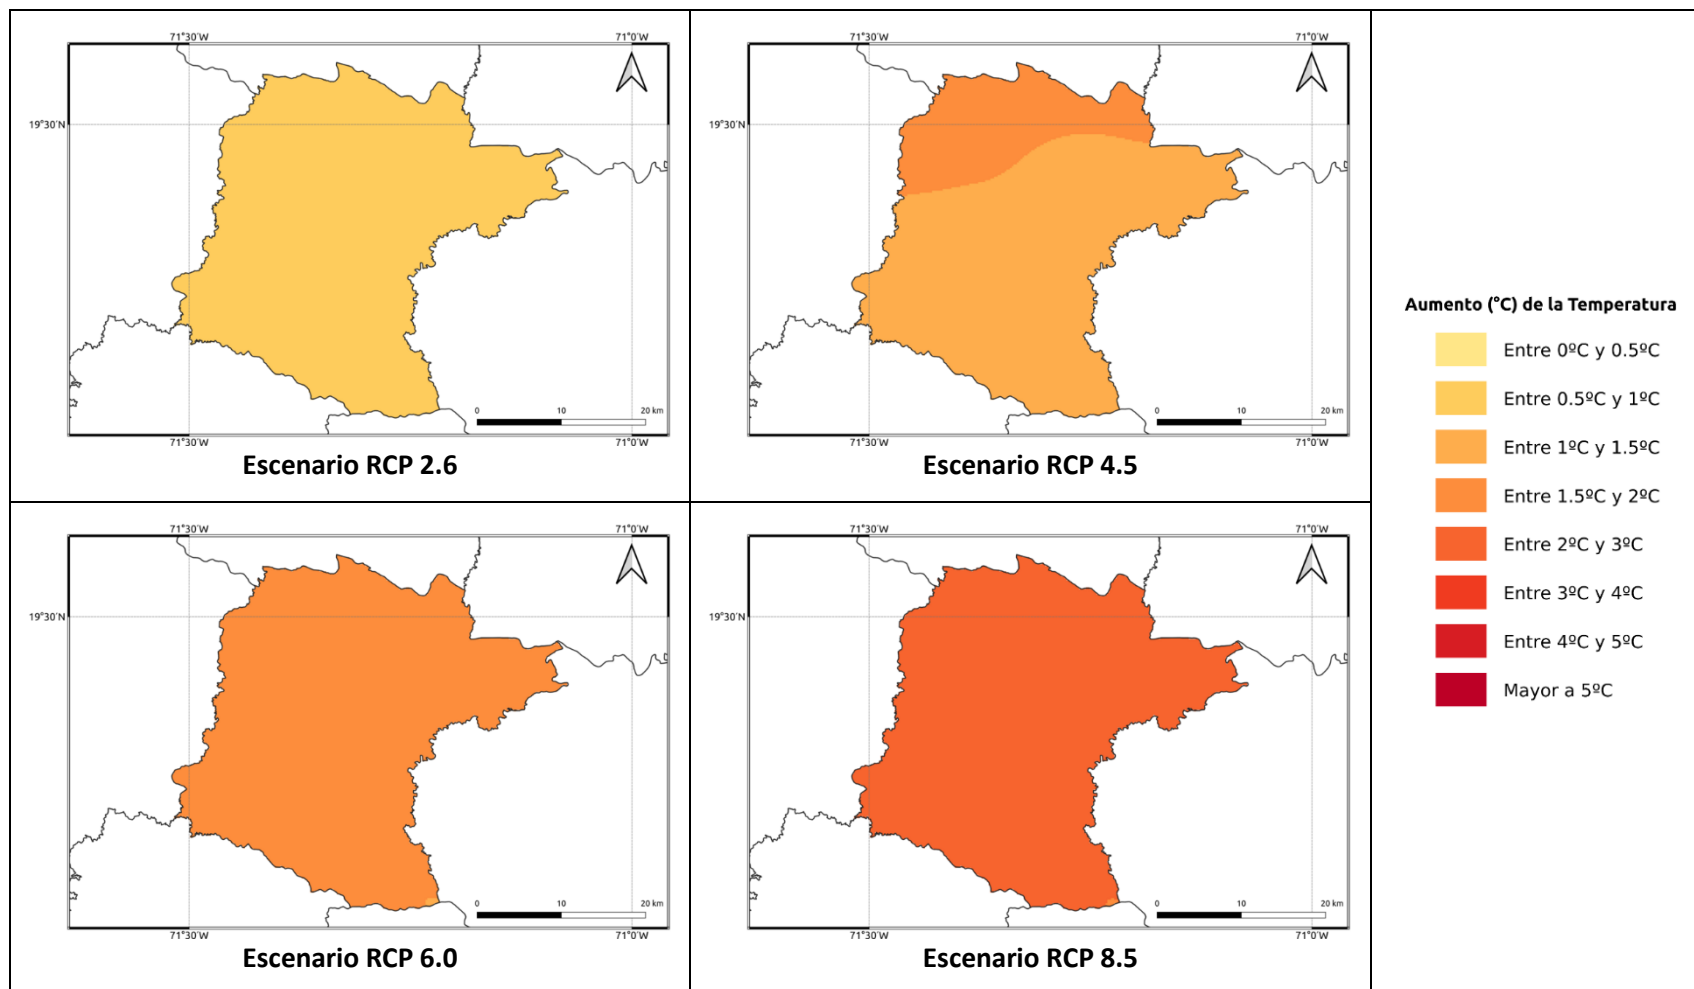 71°30'W
71°0'W
19°30'N
0
10
20 km
71°30'W
71°0'W
Escenario RCP 2.6
71°30'W
71°0'W
19°30'N
0
10
20 km
71°30'W
71°0'W
Escenario RCP 4.5
71°30'W
71°0'W
19°30'N
0
10
20 km
71°30'W
71°0'W
Escenario RCP 6.0
71°30'W
71°0'W
19°30'N
0
10
20 km
71°30'W
71°0'W
Escenario RCP 8.5
Aumento (°C) de la Temperatura
Entre 0ºC y 0.5ºC
Entre 0.5ºC y 1ºC
Entre 1ºC y 1.5ºC
Entre 1.5ºC y 2ºC
Entre 2ºC y 3ºC
Entre 3ºC y 4ºC
Entre 4ºC y 5ºC
Mayor a 5ºC